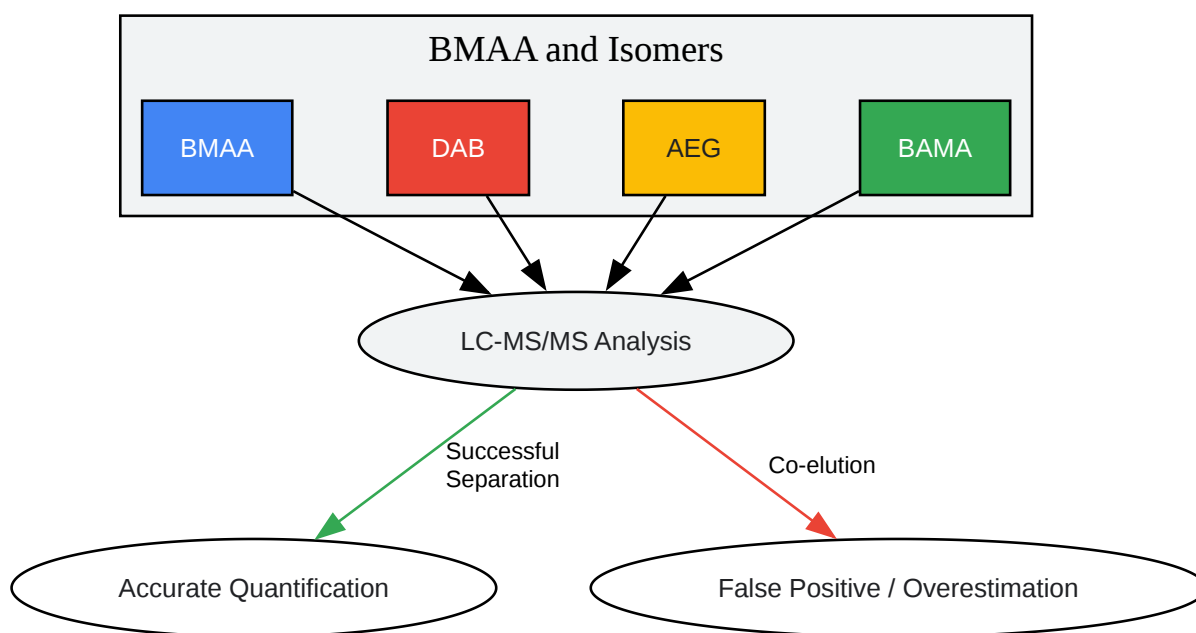 BMAA and Isomers
BMAA
DAB
AEG
BAMA
LC-MS/MS Analysis
Successful
Separation
Co-elution
Accurate Quantification
False Positive / Overestimation